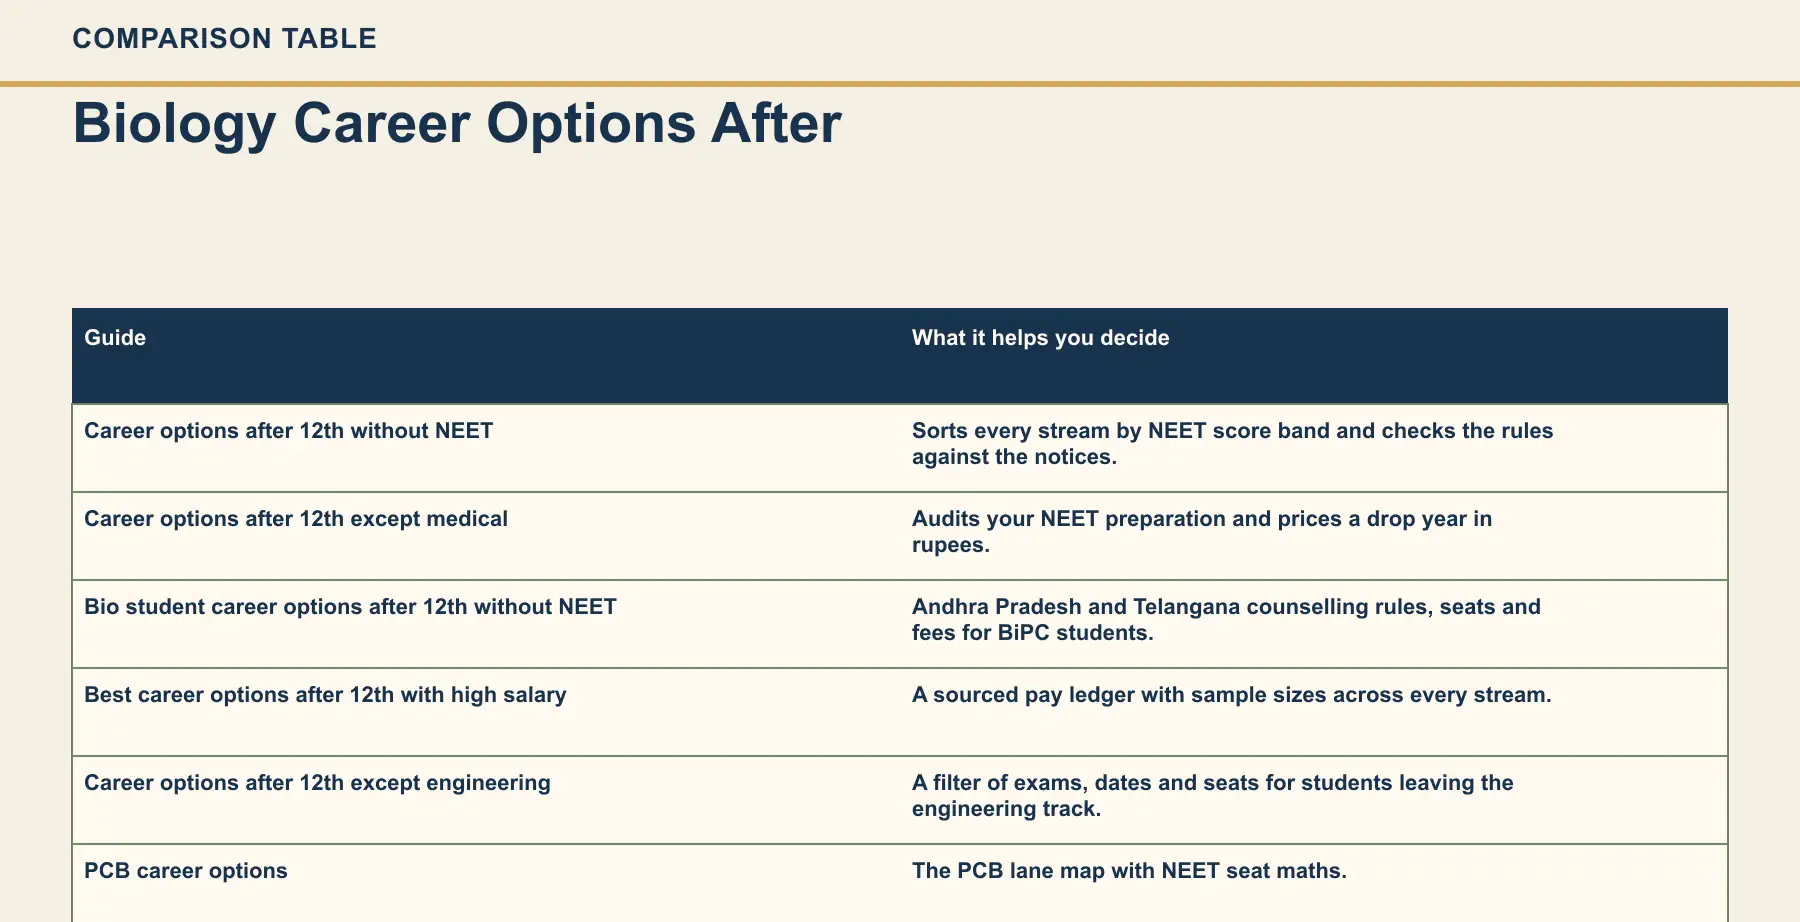 COMPARISON TABLE
Biology Career Options After
Guide
What it helps you decide
Career options after 12th without NEET
Sorts every stream by NEET score band and checks the rules
against the notices.
Career options after 12th except medical
Audits your NEET preparation and prices a drop year in
rupees.
Bio student career options after 12th without NEET
Andhra Pradesh and Telangana counselling rules, seats and
fees for BiPC students.
Best career options after 12th with high salary
A sourced pay ledger with sample sizes across every stream.
Career options after 12th except engineering
A filter of exams, dates and seats for students leaving the
engineering track.
PCB career options
The PCB lane map with NEET seat maths.